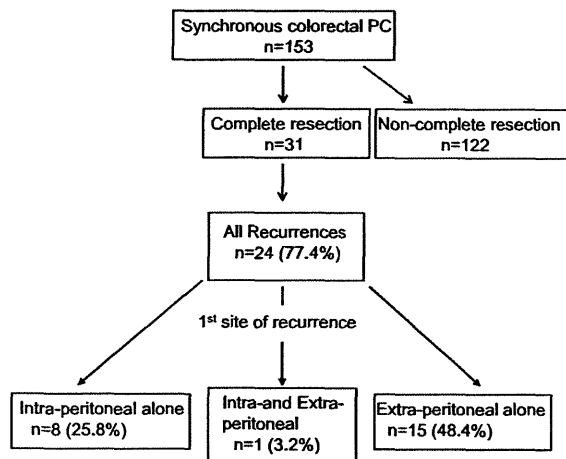 Synchronous colorectal PC
n=153
Complete resection
n=31
Non-complete resection
n=122
All Recurrences
n=24 (77.4%)
1st site of recurrence
Intra-peritoneal alone
n=8 (25.8%)
Intra-and Extra-
peritoneal
n=1 (3.2%)
Extra-peritoneal alone
n=15 (48.4%)